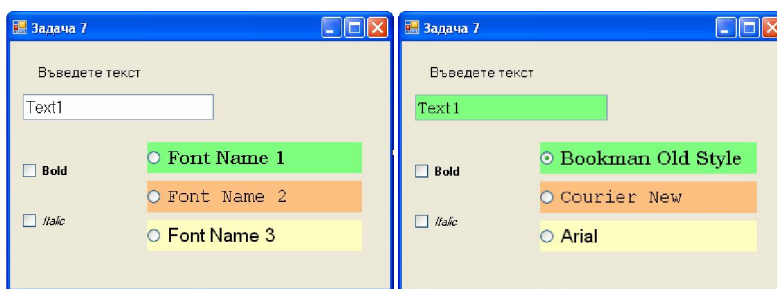 Задача 7
Въведете текст
Text1
Bold
Font Name 1
Font Name 2
Italic
Font Name 3
Задача 7
Въведете текст
Text1
Bold
Bookman Old Style
Courier New
Italic
Arial